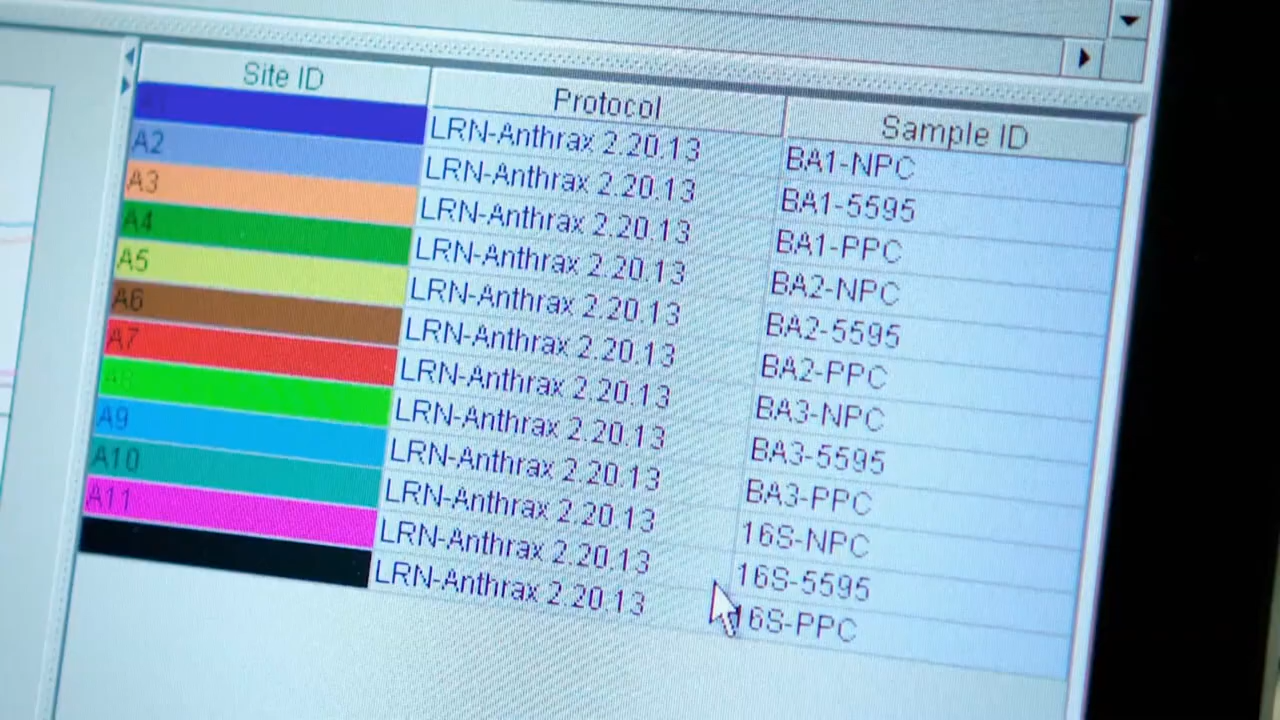 Site ID Protocol Sample ID
A1 LRN-Anthrax 2.20.13 BA1-NPC
A2 LRN-Anthrax 2.20.13 BA1-5595
A3 LRN-Anthrax 2.20.13 BA1-PPC
A4 LRN-Anthrax 2.20.13 BA2-NPC
A5 LRN-Anthrax 2.20.13 BA2-5595
A6 LRN-Anthrax 2.20.13 BA2-PPC
A7 LRN-Anthrax 2.20.13 BA3-NPC
A8 LRN-Anthrax 2.20.13 BA3-5595
A9 LRN-Anthrax 2.20.13 BA3-PPC
A10 LRN-Anthrax 2.20.13 16S-NPC
A11 LRN-Anthrax 2.20.13 16S-5595
LRN-Anthrax 2.20.13 16S-PPC